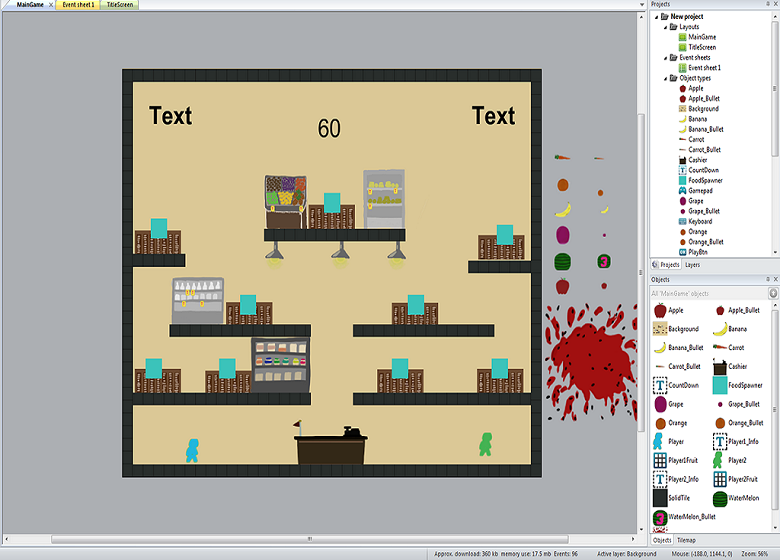 MainGame
Event sheet 1
TitleScreen
Text
60
Text
Projects
New project
Layouts
MainGame
TitleScreen
Event sheets
Event sheet 1
Object types
Apple
Apple_Bullet
Background
Banana
Banana_Bullet
Carrot
Carrot_Bullet
Cashier
CountDown
FoodSpawner
Gamepad
Grape
Grape_Bullet
Keyboard
Orange
Orange_Bullet
PlayBtn
Projects Layers
Objects
All 'MainGame' objects
Apple Apple_Bullet
Background Banana
Banana_Bullet Carrot
Carrot_Bullet Cashier
CountDown FoodSpawner
Grape Grape_Bullet
Orange Orange_Bullet
Player Player1_Info
Player1Fruit Player2
Player2_Info Player2Fruit
SolidTile WaterMelon
WaterMelon_Bullet
Objects Tilemap
Approx. download: 360 kb memory use: 17.5 mb Events: 96 Active layer: Background Mouse: (-188.0, 1144.1, 0) Zoom: 56%